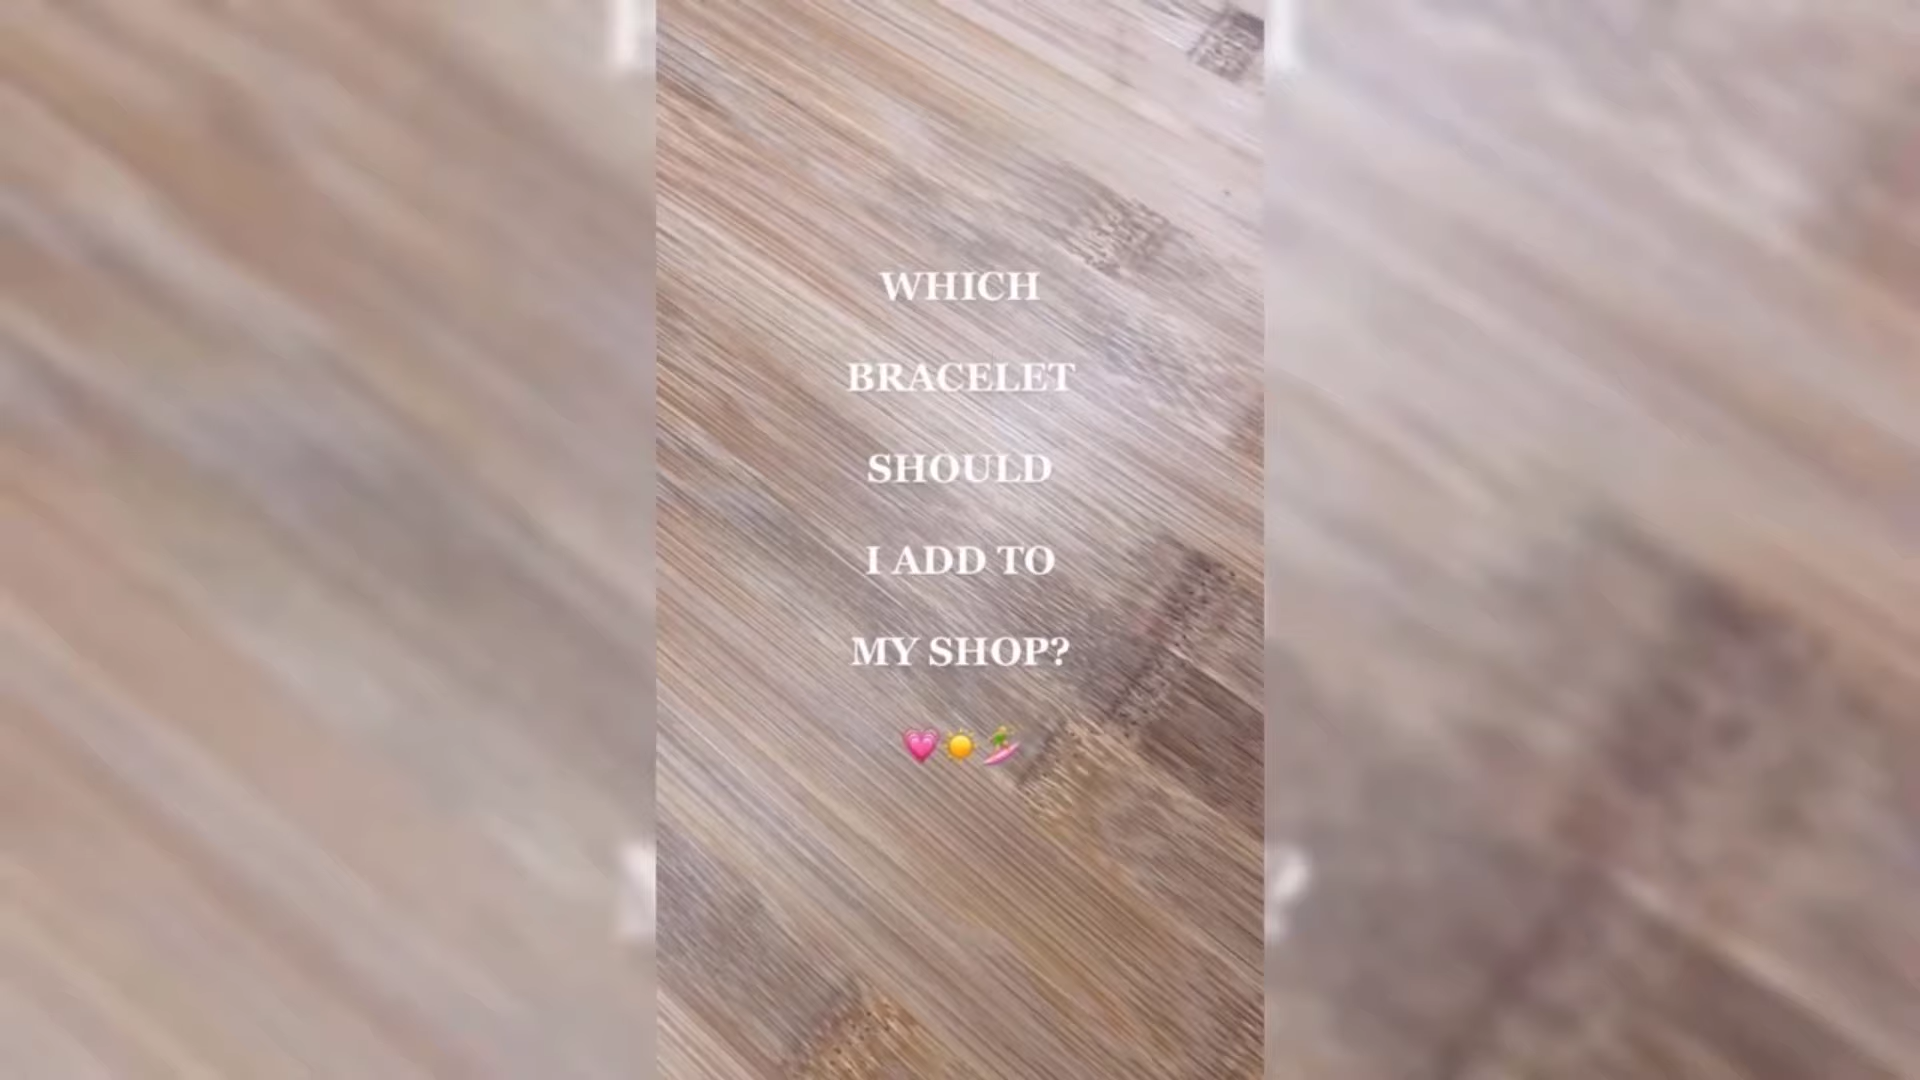 WHICH
BRACELET
SHOULD
I ADD TO
MY SHOP?
💗☀️🏄